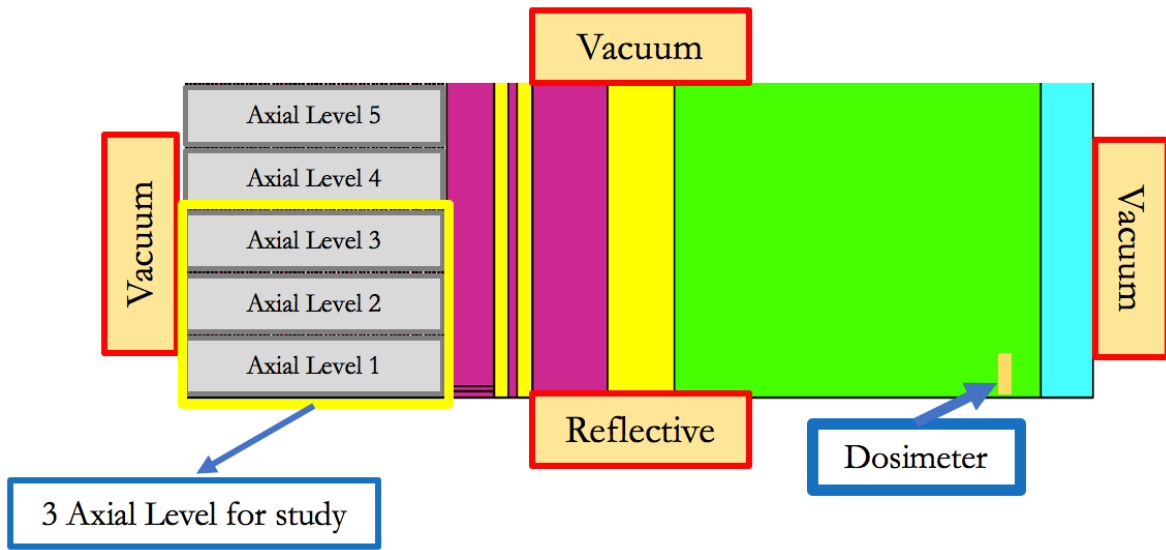 Vacuum
Axial Level 5
Axial Level 4
Vacuum
Axial Level 3
Vacuum
Axial Level 2
Axial Level 1
Reflective
Dosimeter
3 Axial Level for study